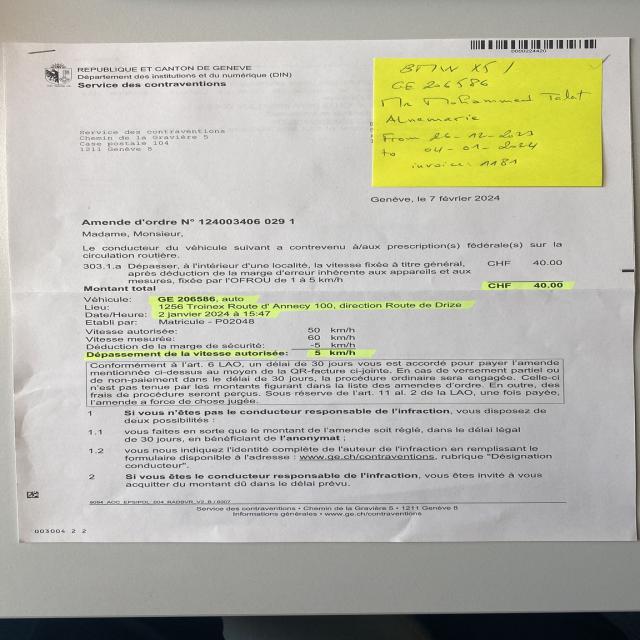 D000224420
REPUBLIQUE ET CANTON DE GENEVE
Département des institutions et du numérique (DIN)
Service des contraventions
BMW X5 /
GE 206586
Mr Mohammed Talat
From 26-12-2023
to 04-01-2024
invoice: 1181
Service des contraventions
Chemin de la Gravière 5
Case postale 104
1211 Genève 8
Genève, le 7 février 2024
Amende d'ordre N° 124003406 029 1
Madame, Monsieur,
Le conducteur du véhicule suivant a contrevenu à/aux prescription(s) fédérale(s) sur la
circulation routière.
303.1.a Dépasser, à l'intérieur d'une localité, la vitesse fixée à titre général, CHF 40.00
après déduction de la marge d'erreur inhérente aux appareils et aux
mesures, fixée par l'OFROU de 1 à 5 km/h
Montant total CHF 40.00
Véhicule: GE 206586, auto
Lieu: 1256 Troinex Route d' Annecy 100, direction Route de Drize
Date/Heure: 2 janvier 2024 à 15:47
Etabli par: Matricule - P02048
Vitesse autorisée: 50 km/h
Vitesse mesurée: 60 km/h
Déduction de la marge de sécurité: -5 km/h
Dépassement de la vitesse autorisée: 5 km/h
Conformément à l'art. 6 LAO, un délai de 30 jours vous est accordé pour payer l'amende
mentionnée ci-dessus au moyen de la QR-facture ci-jointe. En cas de versement partiel ou
de non-paiement dans le délai de 30 jours, la procédure ordinaire sera engagée. Celle-ci
n'est pas tenue par les montants figurant dans la liste des amendes d'ordre. En outre, des
frais de procédure seront perçus. Sous réserve de l'art. 11 al. 2 de la LAO, une fois payée,
l'amende a force de chose jugée.
1 Si vous n'êtes pas le conducteur responsable de l'infraction, vous disposez de
deux possibilités :
1.1 vous faites en sorte que le montant de l'amende soit réglé, dans le délai légal
de 30 jours, en bénéficiant de l'anonymat ;
1.2 vous nous indiquez l'identité complète de l'auteur de l'infraction en remplissant le
formulaire disponible à l'adresse : www.ge.ch/contraventions, rubrique "Désignation
conducteur".
2 Si vous êtes le conducteur responsable de l'infraction, vous êtes invité à vous
acquitter du montant dû dans le délai prévu.
Service des contraventions • Chemin de la Gravière 5 • 1211 Genève 8
Informations générales • www.ge.ch/contraventions
003004 2 2